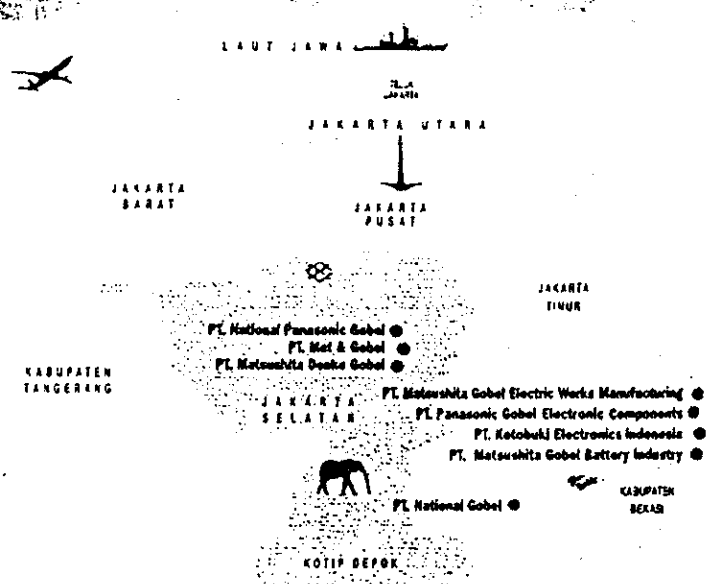 LAUT JAWA
TELUK
JAKARTA
JAKARTA UTARA
JAKARTA
BARAT
JAKARTA
PUSAT
JAKARTA
TIMUR
PT. National Panasonic Gobel
PT. Met & Gobel
PT. Matsushita Denko Gobel
KABUPATEN
TANGERANG
JAKARTA
SELATAN
PT. Matsushita Gobel Electric Works Manufacturing
PT. Panasonic Gobel Electronic Components
PT. Kotobuki Electronics Indonesia
PT. Matsushita Gobel Battery Industry
KABUPATEN
BEKASI
PT. National Gobel
KOTIP DEPOK